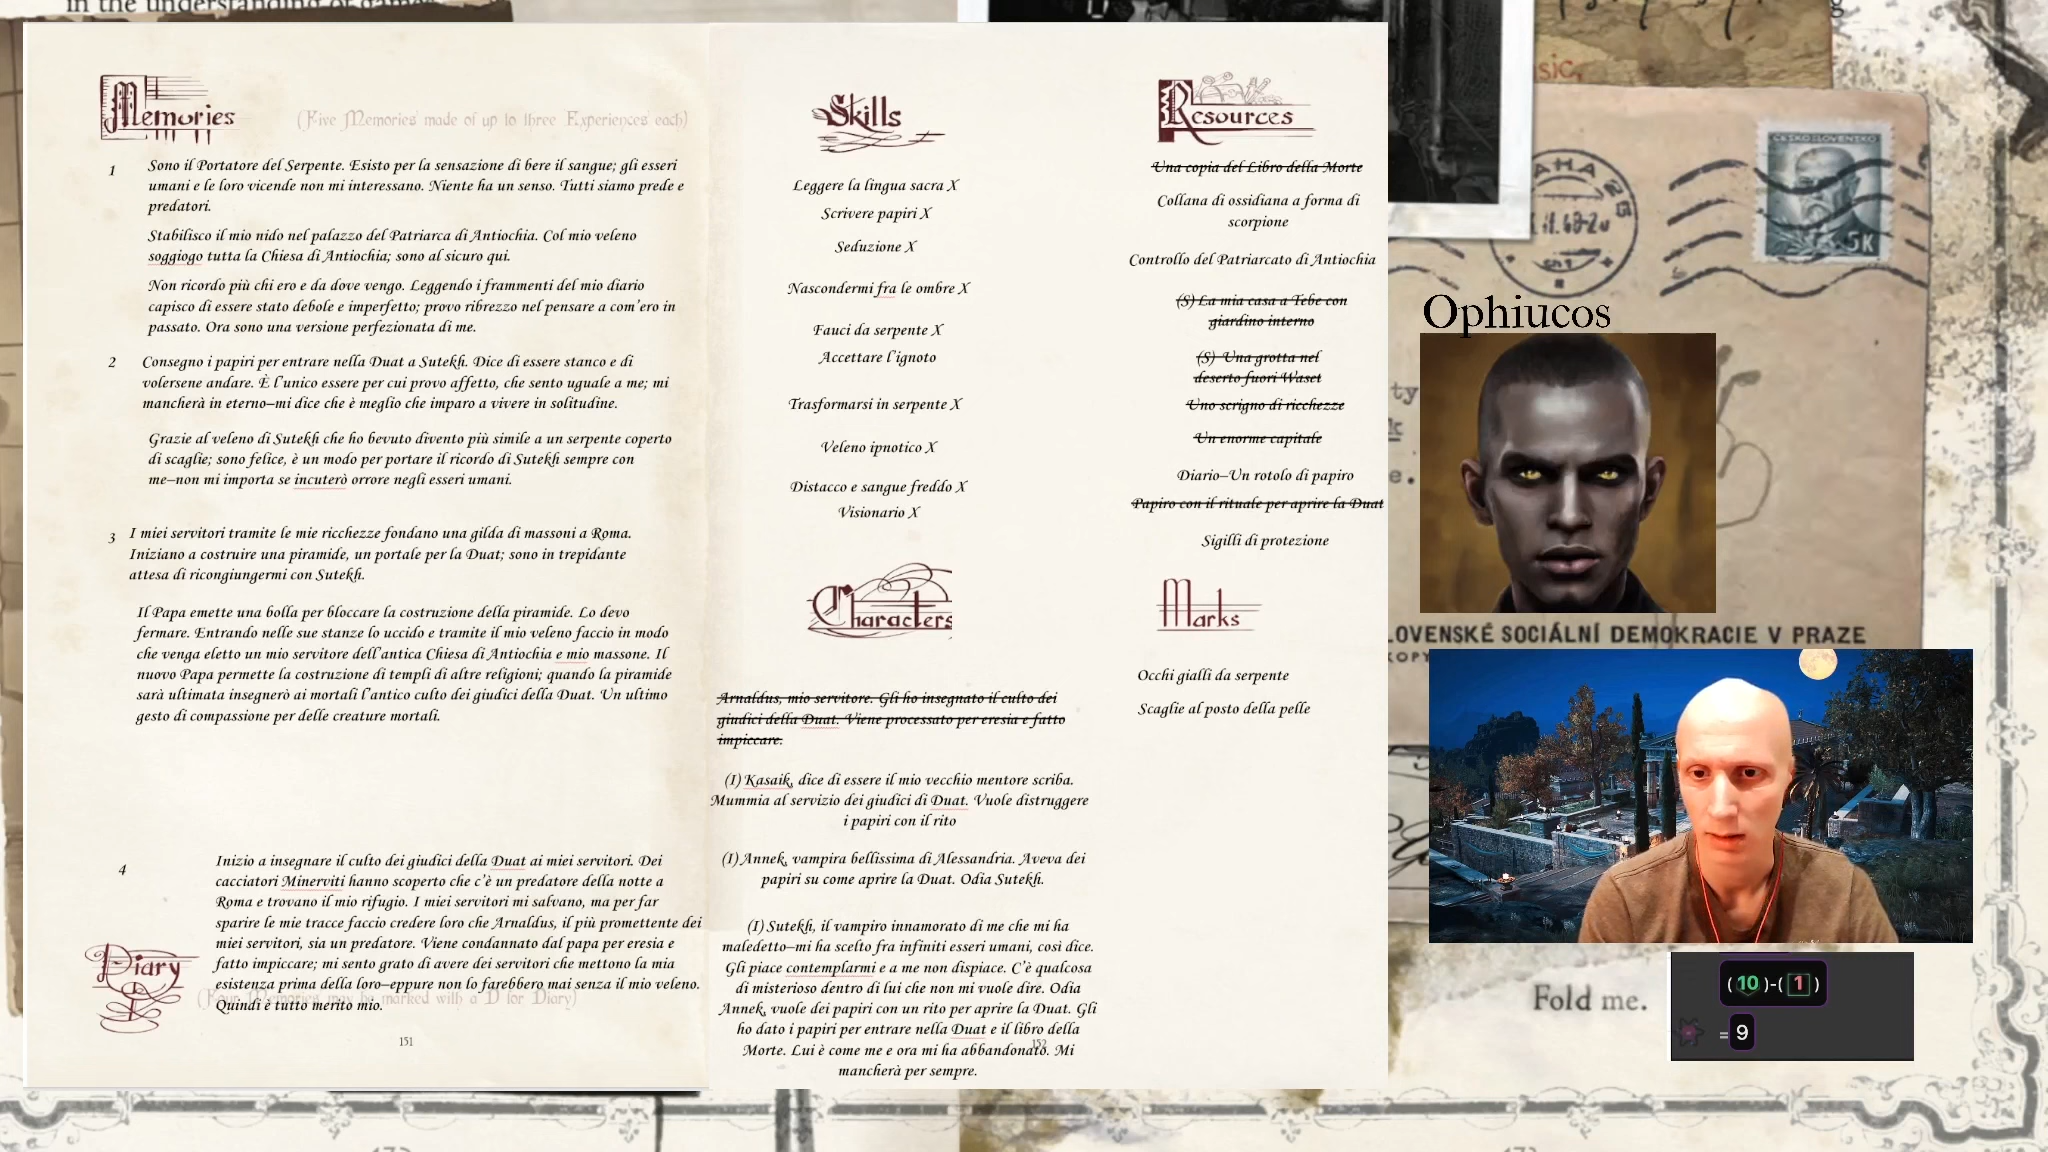 in the understanding of games
Memories
(Five Memories made of up to three Experiences each)
1
Sono il Portatore del Serpente. Esisto per la sensazione di bere il sangue; gli esseri
umani e le loro vicende non mi interessano. Niente ha un senso. Tutti siamo prede e
predatori.
Stabilisco il mio nido nel palazzo del Patriarca di Antiochia. Col mio veleno
soggiogo tutta la Chiesa di Antiochia; sono al sicuro qui.
Non ricordo più chi ero e da dove vengo. Leggendo i frammenti del mio diario
capisco di essere stato debole e imperfetto; provo ribrezzo nel pensare a com'ero in
passato. Ora sono una versione perfezionata di me.
2
Consegno i papiri per entrare nella Duat a Sutekh. Dice di essere stanco e di
volersene andare. È l'unico essere per cui provo affetto, che sento uguale a me; mi
mancherà in eterno—mi dice che è meglio che imparo a vivere in solitudine.
Grazie al veleno di Sutekh che ho bevuto divento più simile a un serpente coperto
di scaglie; sono felice, è un modo per portare il ricordo di Sutekh sempre con
me—non mi importa se incuterò orrore negli esseri umani.
3
I miei servitori tramite le mie ricchezze fondano una gilda di massoni a Roma.
Iniziano a costruire una piramide, un portale per la Duat; sono in trepidante
attesa di ricongiungermi con Sutekh.
Il Papa emette una bolla per bloccare la costruzione della piramide. Lo devo
fermare. Entrando nelle sue stanze lo uccido e tramite il mio veleno faccio in modo
che venga eletto un mio servitore dell'antica Chiesa di Antiochia e mio massone. Il
nuovo Papa permette la costruzione di templi di altre religioni; quando la piramide
sarà ultimata insegnerò ai mortali l'antico culto dei giudici della Duat. Un ultimo
gesto di compassione per delle creature mortali.
4
Inizio a insegnare il culto dei giudici della Duat ai miei servitori. Dei
cacciatori Minerviti hanno scoperto che c'è un predatore della notte a
Roma e trovano il mio rifugio. I miei servitori mi salvano, ma per far
sparire le mie tracce faccio credere loro che Arnaldus, il più promettente dei
miei servitori, sia un predatore. Viene condannato dal papa per eresia e
fatto impiccare; mi sento grato di avere dei servitori che mettono la mia
esistenza prima della loro—eppure non lo farebbero mai senza il mio veleno.
Quindi è tutto merito mio.
Diary
(Four Memories may be marked with a D for Diary)
151
Skills
Leggere la lingua sacra X
Scrivere papiri X
Seduzione X
Nascondermi fra le ombre X
Fauci da serpente X
Accettare l'ignoto
Trasformarsi in serpente X
Veleno ipnotico X
Distacco e sangue freddo X
Visionario X
Characters
Arnaldus, mio servitore. Gli ho insegnato il culto dei
giudici della Duat. Viene processato per eresia e fatto
impiccare.
(I) Kasaik, dice di essere il mio vecchio mentore scriba.
Mummia al servizio dei giudici di Duat. Vuole distruggere
i papiri con il rito
(I) Annek, vampira bellissima di Alessandria. Aveva dei
papiri su come aprire la Duat. Odia Sutekh.
(I) Sutekh, il vampiro innamorato di me che mi ha
maledetto—mi ha scelto fra infiniti esseri umani, così dice.
Gli piace contemplarmi e a me non dispiace. C'è qualcosa
di misterioso dentro di lui che non mi vuole dire. Odia
Annek, vuole dei papiri con un rito per aprire la Duat. Gli
ho dato i papiri per entrare nella Duat e il libro della
Morte. Lui è come me e ora mi ha abbandonato. Mi
mancherà per sempre.
152
Resources
Una copia del Libro della Morte
Collana di ossidiana a forma di
scorpione
Controllo del Patriarcato di Antiochia
(S) La mia casa a Tebe con
giardino interno
(S) Una grotta nel
deserto fuori Waset
Uno scrigno di ricchezze
Un enorme capitale
Diario—Un rotolo di papiro
Papiro con il rituale per aprire la Duat
Sigilli di protezione
Marks
Occhi gialli da serpente
Scaglie al posto della pelle
sic,
ČESKOSLOVENSKO
5K
Ophiucos
LOVENSKÉ SOCIÁLNÍ DEMOKRACIE V PRAZE
Fold me.
(10)-(1)
=9